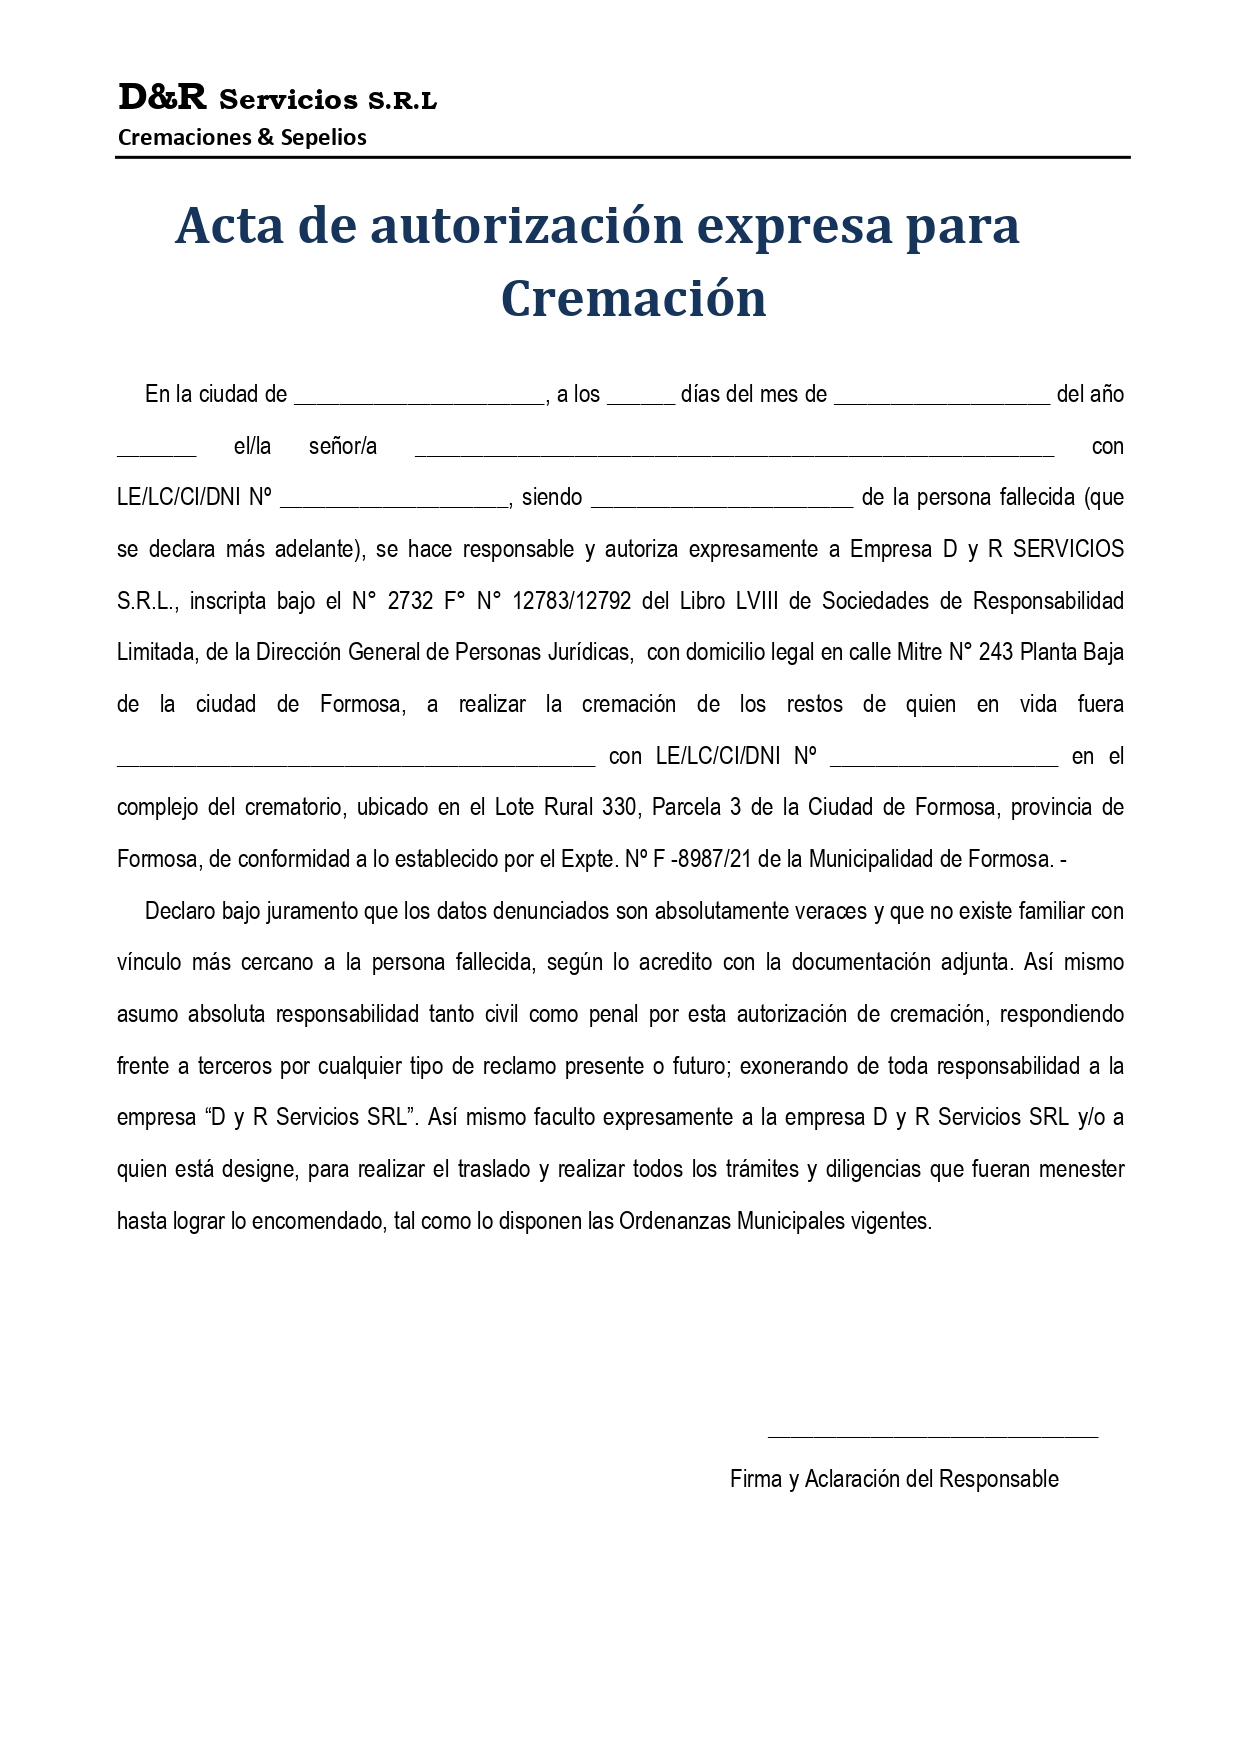 D&R Servicios S.R.L
Cremaciones & Sepelios
Acta de autorización expresa para
Cremación
En la ciudad de ______________________, a los ______ días del mes de ___________________ del año
_______ el/la señor/a ________________________________________________________ con
LE/LC/CI/DNI Nº ____________________, siendo _______________________ de la persona fallecida (que
se declara más adelante), se hace responsable y autoriza expresamente a Empresa D y R SERVICIOS
S.R.L., inscripta bajo el N° 2732 F° N° 12783/12792 del Libro LVIII de Sociedades de Responsabilidad
Limitada, de la Dirección General de Personas Jurídicas, con domicilio legal en calle Mitre N° 243 Planta Baja
de la ciudad de Formosa, a realizar la cremación de los restos de quien en vida fuera
__________________________________________ con LE/LC/CI/DNI Nº ____________________ en el
complejo del crematorio, ubicado en el Lote Rural 330, Parcela 3 de la Ciudad de Formosa, provincia de
Formosa, de conformidad a lo establecido por el Expte. Nº F -8987/21 de la Municipalidad de Formosa. -
Declaro bajo juramento que los datos denunciados son absolutamente veraces y que no existe familiar con
vínculo más cercano a la persona fallecida, según lo acredito con la documentación adjunta. Así mismo
asumo absoluta responsabilidad tanto civil como penal por esta autorización de cremación, respondiendo
frente a terceros por cualquier tipo de reclamo presente o futuro; exonerando de toda responsabilidad a la
empresa “D y R Servicios SRL”. Así mismo faculto expresamente a la empresa D y R Servicios SRL y/o a
quien está designe, para realizar el traslado y realizar todos los trámites y diligencias que fueran menester
hasta lograr lo encomendado, tal como lo disponen las Ordenanzas Municipales vigentes.
_____________________________
Firma y Aclaración del Responsable